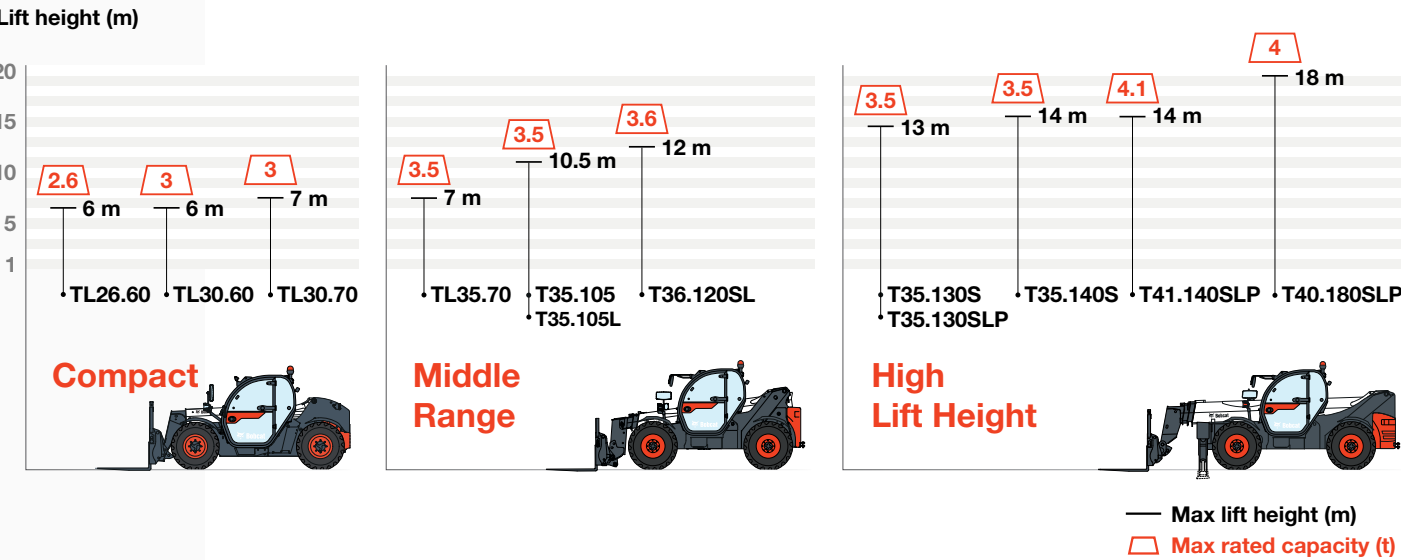 Lift height (m)
20
15
10
5
1
2.6
6 m
3
6 m
3
7 m
TL26.60
TL30.60
TL30.70
Compact
3.5
7 m
3.5
10.5 m
3.6
12 m
TL35.70
T35.105
T35.105L
T36.120SL
Middle
Range
3.5
13 m
3.5
14 m
4.1
14 m
4
18 m
T35.130S
T35.130SLP
T35.140S
T41.140SLP
T40.180SLP
High
Lift Height
Max lift height (m)
Max rated capacity (t)